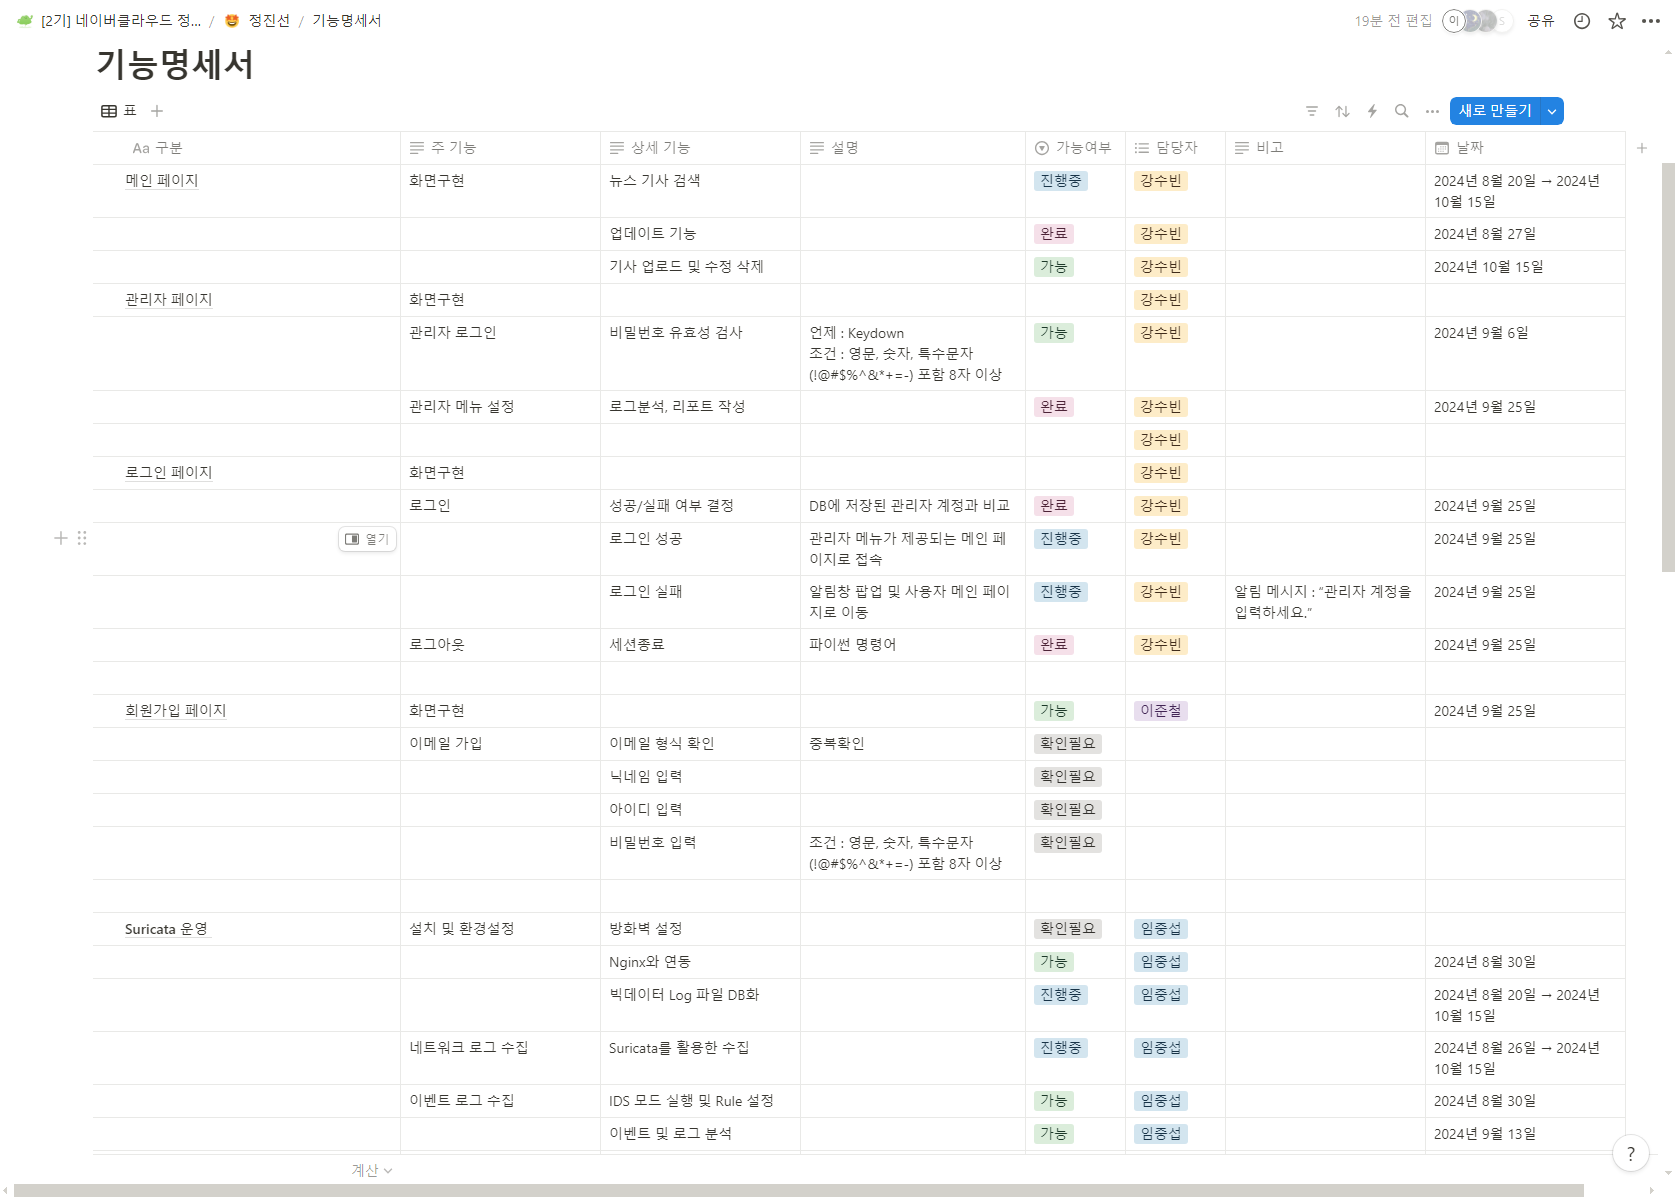 [2기] 네이버클라우드 정... / 정진선 / 기능명세서
19분 전 편집 이 S 공유
기능명세서
표
새로 만들기
Aa 구분 주 기능 상세 기능 설명 가능여부 담당자 비고 날짜
메인 페이지 화면구현 뉴스 기사 검색 진행중 강수빈 2024년 8월 20일 → 2024년
10월 15일
업데이트 기능 완료 강수빈 2024년 8월 27일
기사 업로드 및 수정 삭제 가능 강수빈 2024년 10월 15일
관리자 페이지 화면구현 강수빈
관리자 로그인 비밀번호 유효성 검사 언제 : Keydown 가능 강수빈 2024년 9월 6일
조건 : 영문, 숫자, 특수문자
(!@#$%^&*+=-) 포함 8자 이상
관리자 메뉴 설정 로그분석, 리포트 작성 완료 강수빈 2024년 9월 25일
강수빈
로그인 페이지 화면구현 강수빈
로그인 성공/실패 여부 결정 DB에 저장된 관리자 계정과 비교 완료 강수빈 2024년 9월 25일
열기 로그인 성공 관리자 메뉴가 제공되는 메인 페 진행중 강수빈 2024년 9월 25일
이지로 접속
로그인 실패 알림창 팝업 및 사용자 메인 페이 진행중 강수빈 알림 메시지 : “관리자 계정을 2024년 9월 25일
지로 이동 입력하세요.”
로그아웃 세션종료 파이썬 명령어 완료 강수빈 2024년 9월 25일
회원가입 페이지 화면구현 가능 이준철 2024년 9월 25일
이메일 가입 이메일 형식 확인 중복확인 확인필요
닉네임 입력 확인필요
아이디 입력 확인필요
비밀번호 입력 조건 : 영문, 숫자, 특수문자 확인필요
(!@#$%^&*+=-) 포함 8자 이상
Suricata 운영 설치 및 환경설정 방화벽 설정 확인필요 임중섭
Nginx와 연동 가능 임중섭 2024년 8월 30일
빅데이터 Log 파일 DB화 진행중 임중섭 2024년 8월 20일 → 2024년
10월 15일
네트워크 로그 수집 Suricata를 활용한 수집 진행중 임중섭 2024년 8월 26일 → 2024년
10월 15일
이벤트 로그 수집 IDS 모드 실행 및 Rule 설정 가능 임중섭 2024년 8월 30일
이벤트 및 로그 분석 가능 임중섭 2024년 9월 13일
계산
?